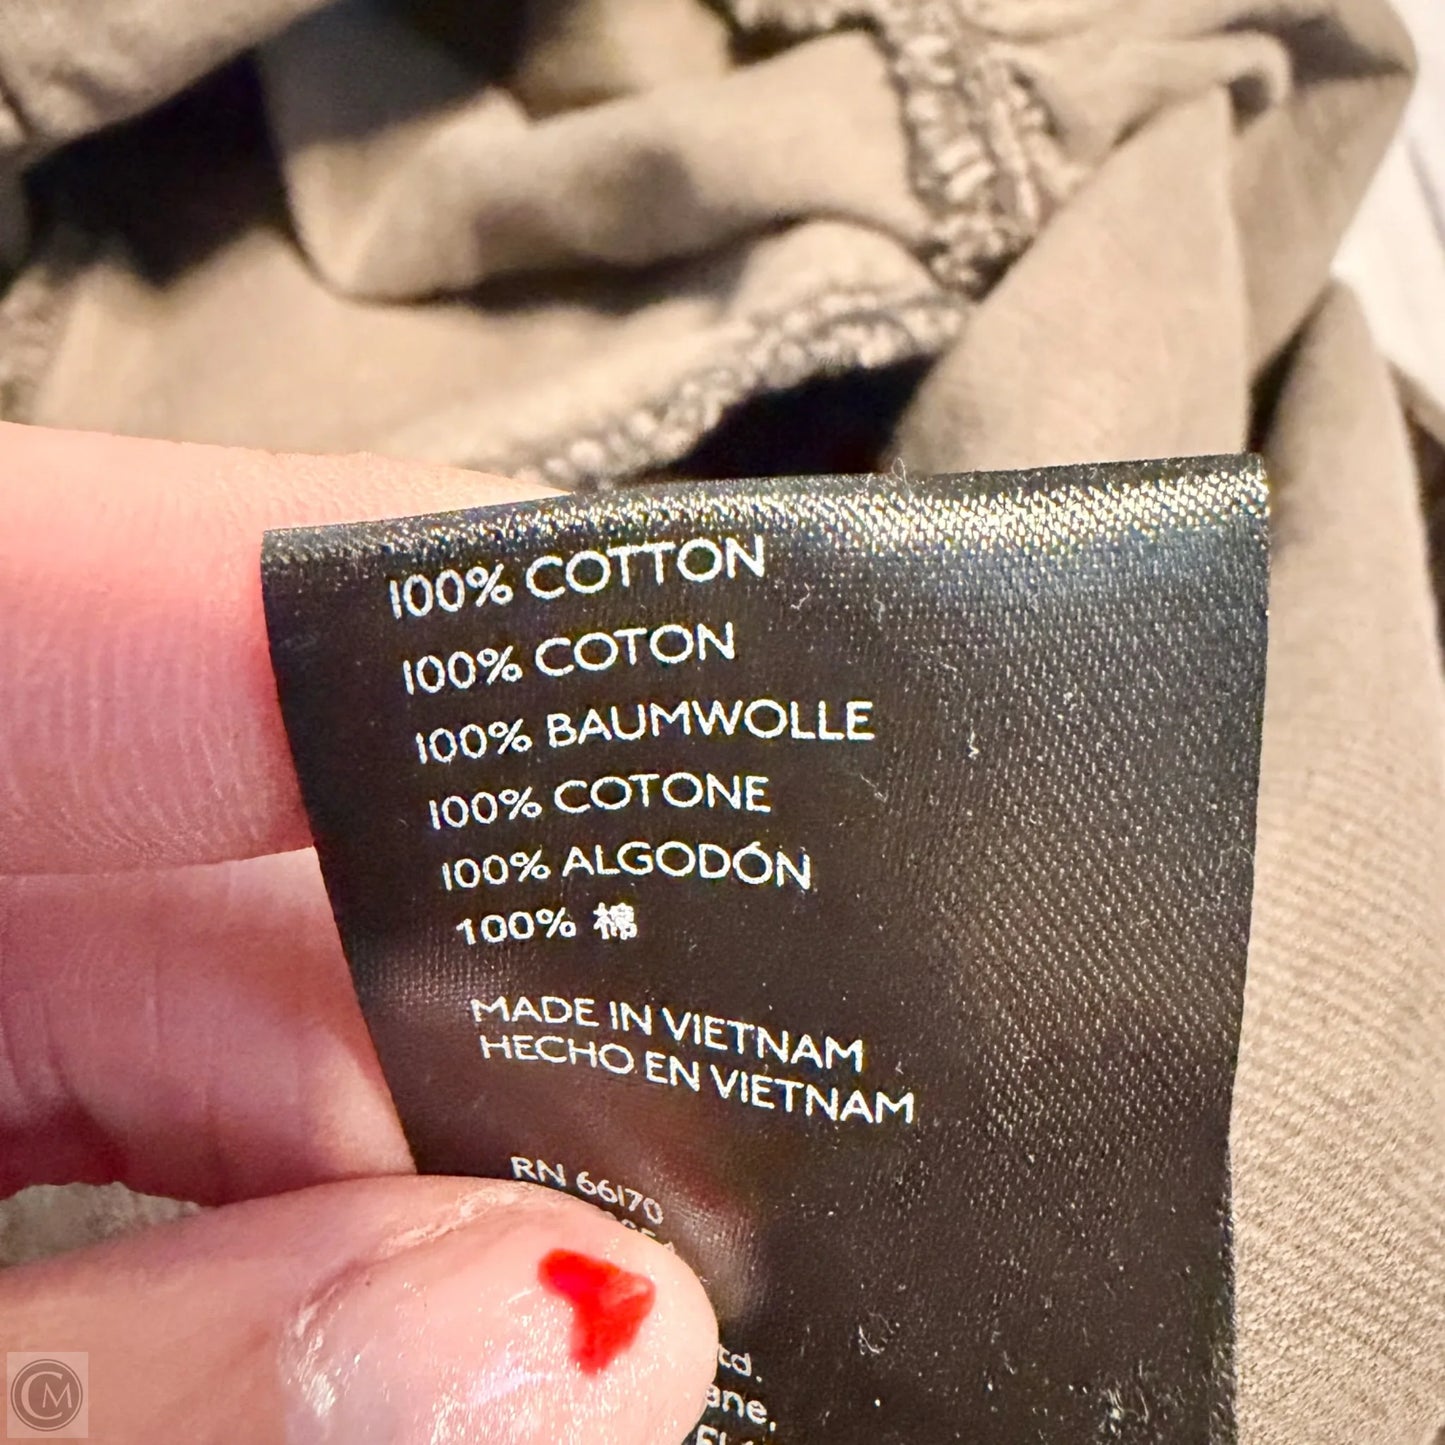 100% COTTON
100% COTON
100% BAUMWOLLE
100% COTONE
100% ALGODÓN
100% 棉
MADE IN VIETNAM
HECHO EN VIETNAM
RN 66170
CM